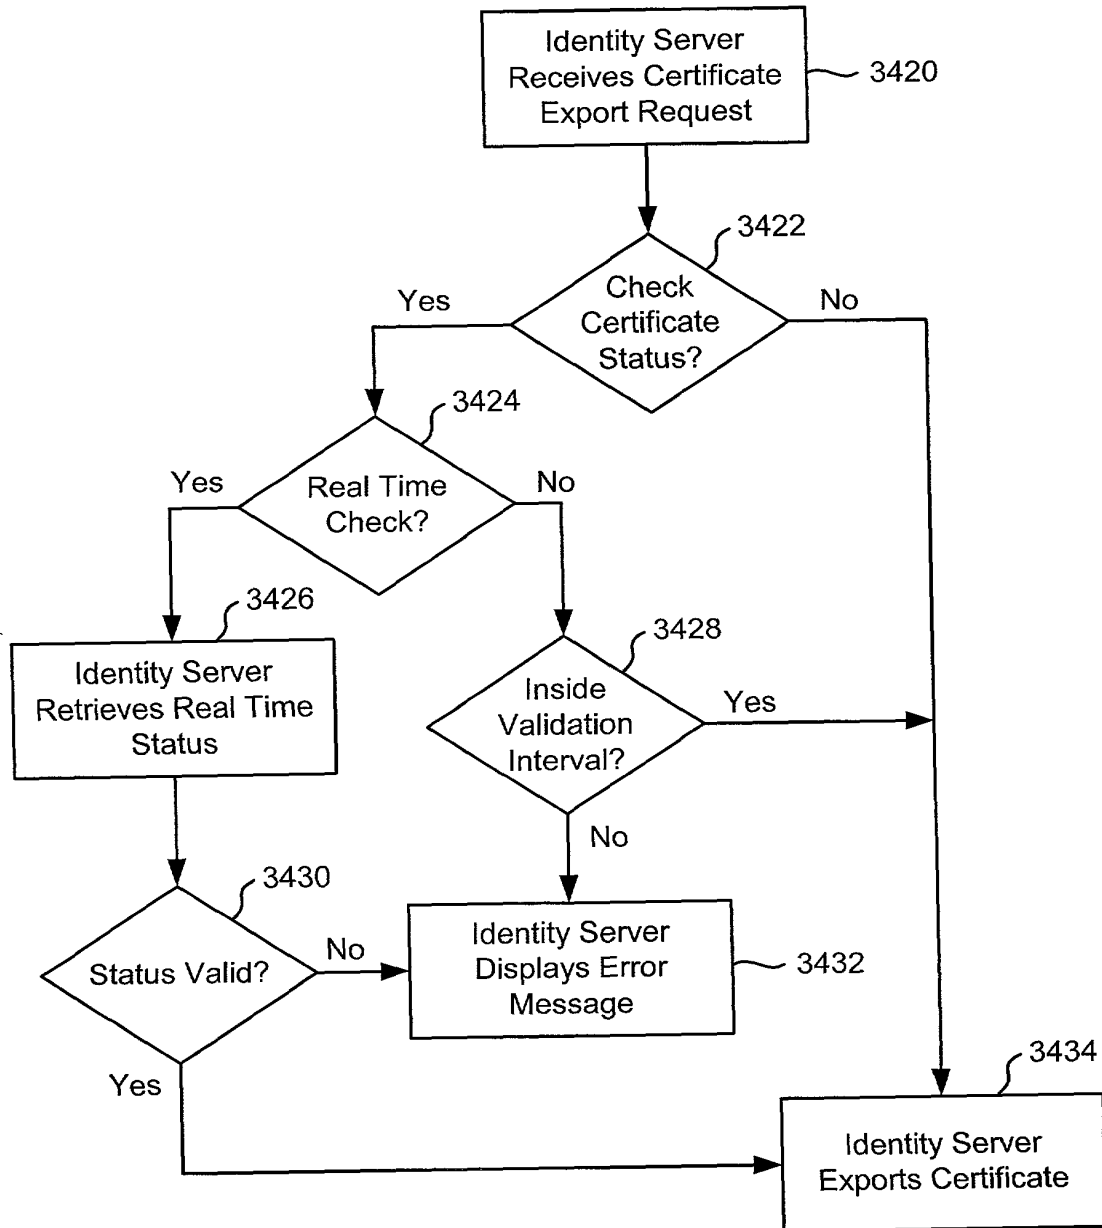 Identity Server
Receives Certificate
Export Request
3420
3422
Check
Certificate
Status?
Yes
No
3424
Real Time
Check?
Yes
No
3426
Identity Server
Retrieves Real Time
Status
3428
Inside
Validation
Interval?
Yes
No
3430
Status Valid?
No
Yes
Identity Server
Displays Error
Message
3432
3434
Identity Server
Exports Certificate